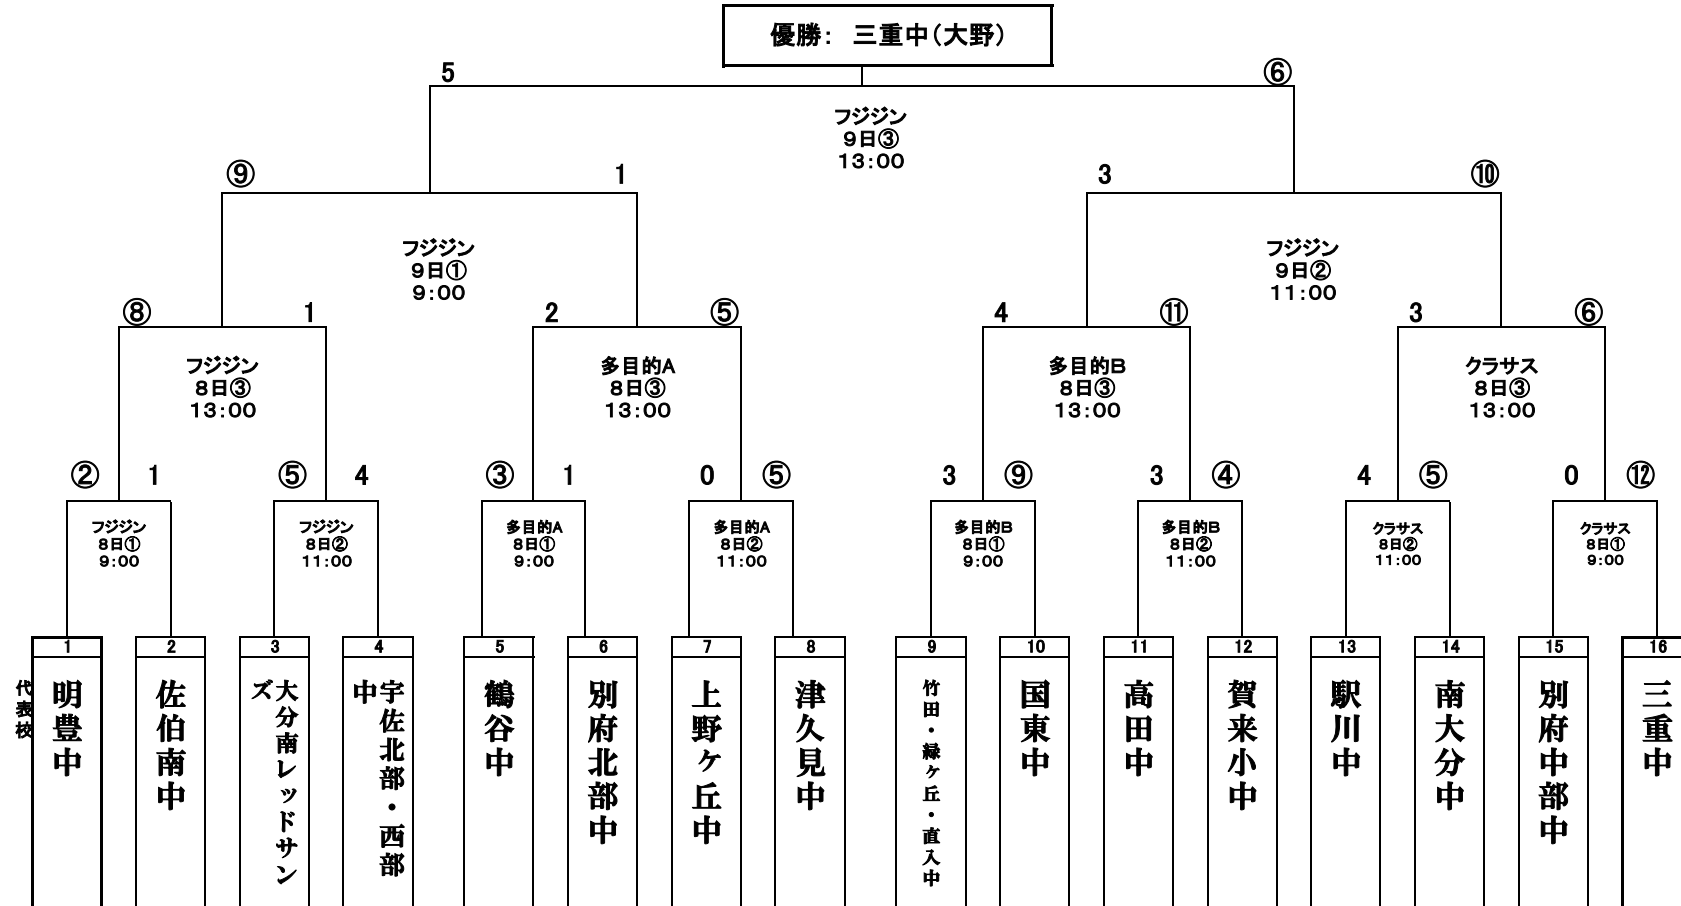 優勝： 三重中（大野）
5
⑥
フジジン
9日③
13：00
⑨
1
3
⑩
フジジン
9日①
9：00
フジジン
9日②
11：00
⑧
1
2
⑤
4
⑪
3
⑥
フジジン
8日③
13：00
多目的A
8日③
13：00
多目的B
8日③
13：00
クラサス
8日③
13：00
②
1
⑤
4
③
1
0
⑤
3
⑨
3
④
4
⑤
0
⑫
フジジン
8日①
9：00
フジジン
8日②
11：00
多目的A
8日①
9：00
多目的A
8日②
11：00
多目的B
8日①
9：00
多目的B
8日②
11：00
クラサス
8日②
11：00
クラサス
8日①
9：00
代表校
1
明豊中
2
佐伯南中
3
大分南レッドサン
ズ
4
宇佐北部・西部
中
5
鶴谷中
6
別府北部中
7
上野ヶ丘中
8
津久見中
9
竹田・緑ヶ丘・直入中
10
国東中
11
高田中
12
賀来小中
13
駅川中
14
南大分中
15
別府中部中
16
三重中